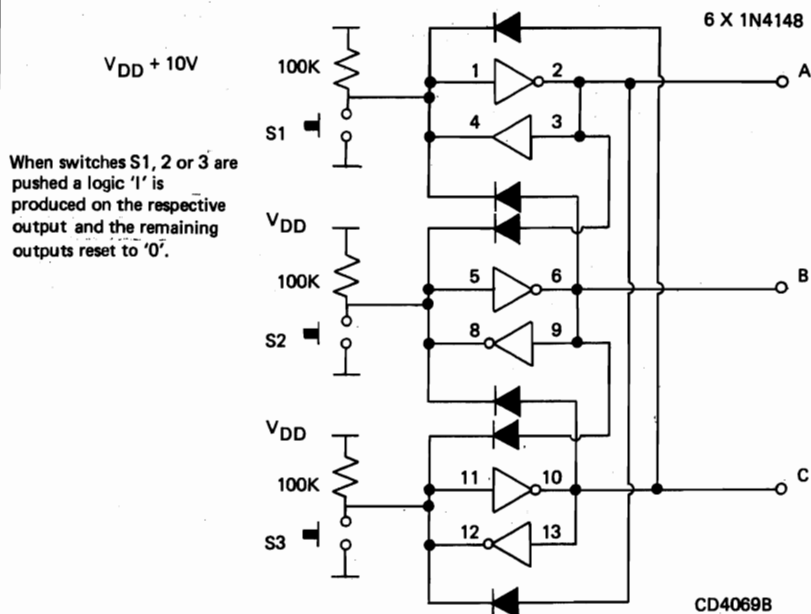 6 X 1N4148
VDD + 10V
100K
1
2
A
S1
4
3
When switches S1, 2 or 3 are
pushed a logic 'I' is
produced on the respective
output and the remaining
outputs reset to '0'.
VDD
100K
5
6
B
S2
8
9
VDD
100K
11
10
C
S3
12
13
CD4069B